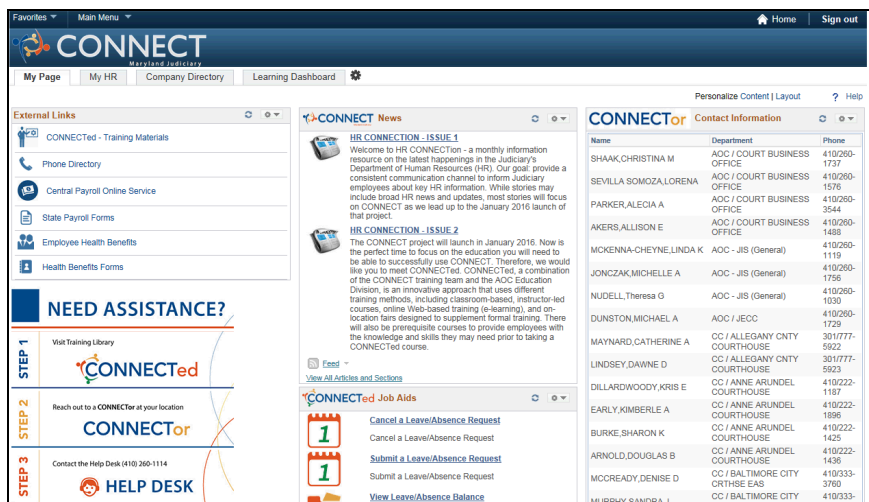 Favorites Main Menu Home Sign out
CONNECT
Maryland Judiciary
My Page My HR Company Directory Learning Dashboard
Personalize Content | Layout ? Help
External Links
CONNECTed - Training Materials
Phone Directory
Central Payroll Online Service
State Payroll Forms
Employee Health Benefits
Health Benefits Forms
NEED ASSISTANCE?
STEP 1
Visit Training Library
CONNECTed
STEP 2
Reach out to a CONNECTor at your location
CONNECTor
STEP 3
Contact the Help Desk (410) 260-1114
HELP DESK
CONNECT News
HR CONNECTION - ISSUE 1
Welcome to HR CONNECTion - a monthly information
resource on the latest happenings in the Judiciary's
Department of Human Resources (HR). Our goal: provide a
consistent communication channel to inform Judiciary
employees about key HR information. While stories may
include broad HR news and updates, most stories will focus
on CONNECT as we lead up to the January 2016 launch of
that project.
HR CONNECTION - ISSUE 2
The CONNECT project will launch in January 2016. Now is
the perfect time to focus on the education you will need to
be able to successfully use CONNECT. Therefore, we would
like you to meet CONNECTed. CONNECTed, a combination
of the CONNECT training team and the AOC Education
Division, is an innovative approach that uses different
training methods, including classroom-based, instructor-led
courses, online Web-based training (e-learning), and on-
location fairs designed to supplement formal training. There
will also be prerequisite courses to provide employees with
the knowledge and skills they may need prior to taking a
CONNECTed course.
Feed
View All Articles and Sections
CONNECTed Job Aids
1
Cancel a Leave/Absence Request
Cancel a Leave/Absence Request
1
Submit a Leave/Absence Request
Submit a Leave/Absence Request
View Leave/Absence Balance
CONNECTor Contact Information
Name Department Phone
SHAAK,CHRISTINA M AOC / COURT BUSINESS OFFICE 410/260-1737
SEVILLA SOMOZA,LORENA AOC / COURT BUSINESS OFFICE 410/260-1576
PARKER,ALECIA A AOC / COURT BUSINESS OFFICE 410/260-3544
AKERS,ALLISON E AOC / COURT BUSINESS OFFICE 410/260-1488
MCKENNA-CHEYNE,LINDA K AOC - JIS (General) 410/260-1119
JONCZAK,MICHELLE A AOC - JIS (General) 410/260-1756
NUDELL,Theresa G AOC - JIS (General) 410/260-1030
DUNSTON,MICHAEL A AOC / JECC 410/260-1729
MAYNARD,CATHERINE A CC / ALLEGANY CNTY COURTHOUSE 301/777-5922
LINDSEY,DAWNE D CC / ALLEGANY CNTY COURTHOUSE 301/777-5923
DILLARDWOODY,KRIS E CC / ANNE ARUNDEL COURTHOUSE 410/222-1187
EARLY,KIMBERLE A CC / ANNE ARUNDEL COURTHOUSE 410/222-1896
BURKE,SHARON K CC / ANNE ARUNDEL COURTHOUSE 410/222-1425
ARNOLD,DOUGLAS B CC / ANNE ARUNDEL COURTHOUSE 410/222-1436
MCCREADY,DENISE D CC / BALTIMORE CITY CRTHSE EAS 410/333-3760
MURPHY,SANDRA L CC / BALTIMORE CITY 410/333-